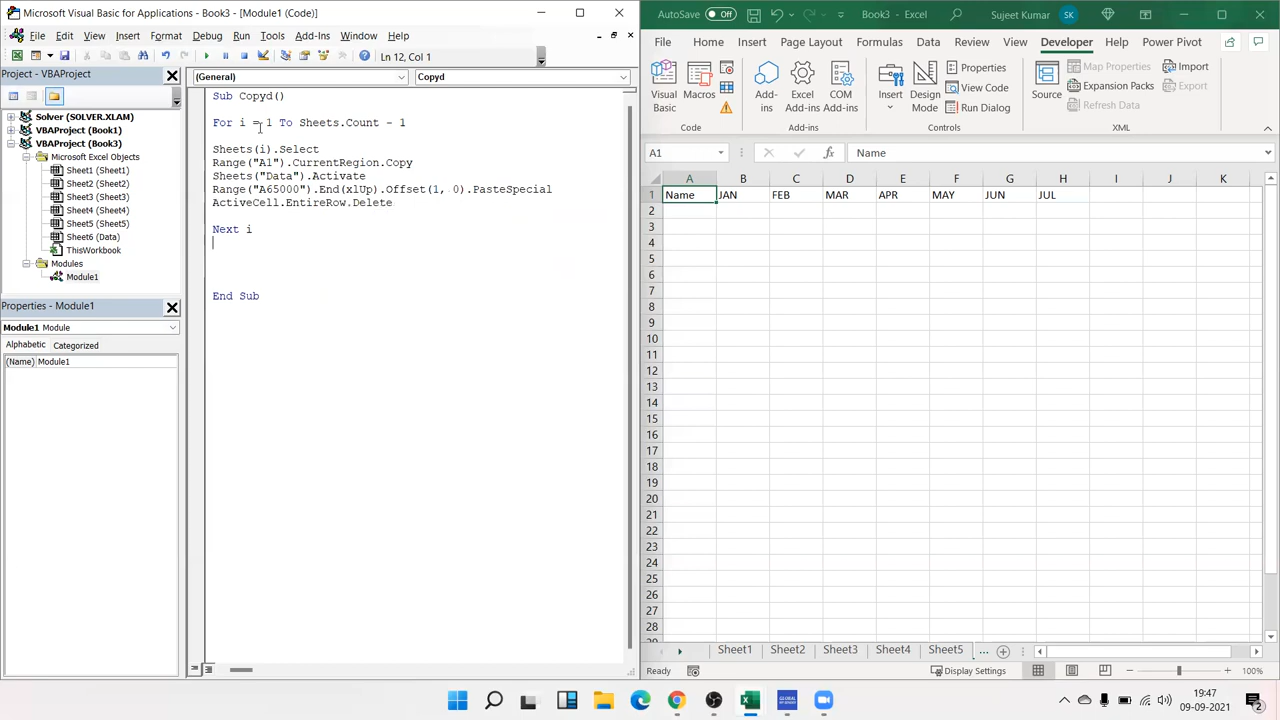 Microsoft Visual Basic for Applications - Book3 - [Module1 (Code)]
File Edit View Insert Format Debug Run Tools Add-Ins Window Help
Ln 12, Col 1
Project - VBAProject
Solver (SOLVER.XLAM)
VBAProject (Book1)
VBAProject (Book3)
Microsoft Excel Objects
Sheet1 (Sheet1)
Sheet2 (Sheet2)
Sheet3 (Sheet3)
Sheet4 (Sheet4)
Sheet5 (Sheet5)
Sheet6 (Data)
ThisWorkbook
Modules
Module1
Properties - Module1
Module1 Module
Alphabetic Categorized
(Name) Module1
(General) Copyd
Sub Copyd()
For i = 1 To Sheets.Count - 1
Sheets(i).Select
Range("A1").CurrentRegion.Copy
Sheets("Data").Activate
Range("A65000").End(xlUp).Offset(1, 0).PasteSpecial
ActiveCell.EntireRow.Delete
Next i
End Sub
AutoSave Off Book3 - Excel Sujeet Kumar SK
File Home Insert Page Layout Formulas Developer Help Power Pivot
Visual Basic
Macros
Code
Add-ins
Excel Add-ins
COM Add-ins
Add-ins
Insert
Design Mode
Properties
View Code
Run Dialog
Controls
Source
Map Properties
Expansion Packs
Refresh Data
Import
Export
XML
A1 fx Name
A B C D E F G H I J K
1 Name JAN FEB MAR APR MAY JUN JUL
2
3
4
5
6
7
8
9
10
11
12
13
14
15
16
17
18
19
20
21
22
23
24
25
26
27
28
29
Sheet1 Sheet2 Sheet3 Sheet4 Sheet5 ...
Ready Display Settings 100%
19:47
09-09-2021
2